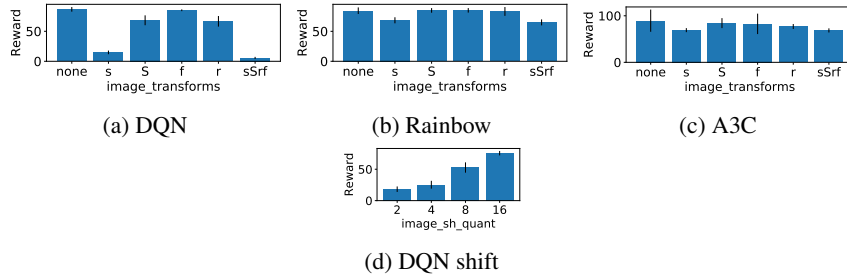 Reward
50
0
none s S f r sSrf
image_transforms
(a) DQN
Reward
50
0
none s S f r sSrf
image_transforms
(b) Rainbow
Reward
100
0
none s S f r sSrf
image_transforms
(c) A3C
Reward
50
0
2 4 8 16
image_sh_quant
(d) DQN shift